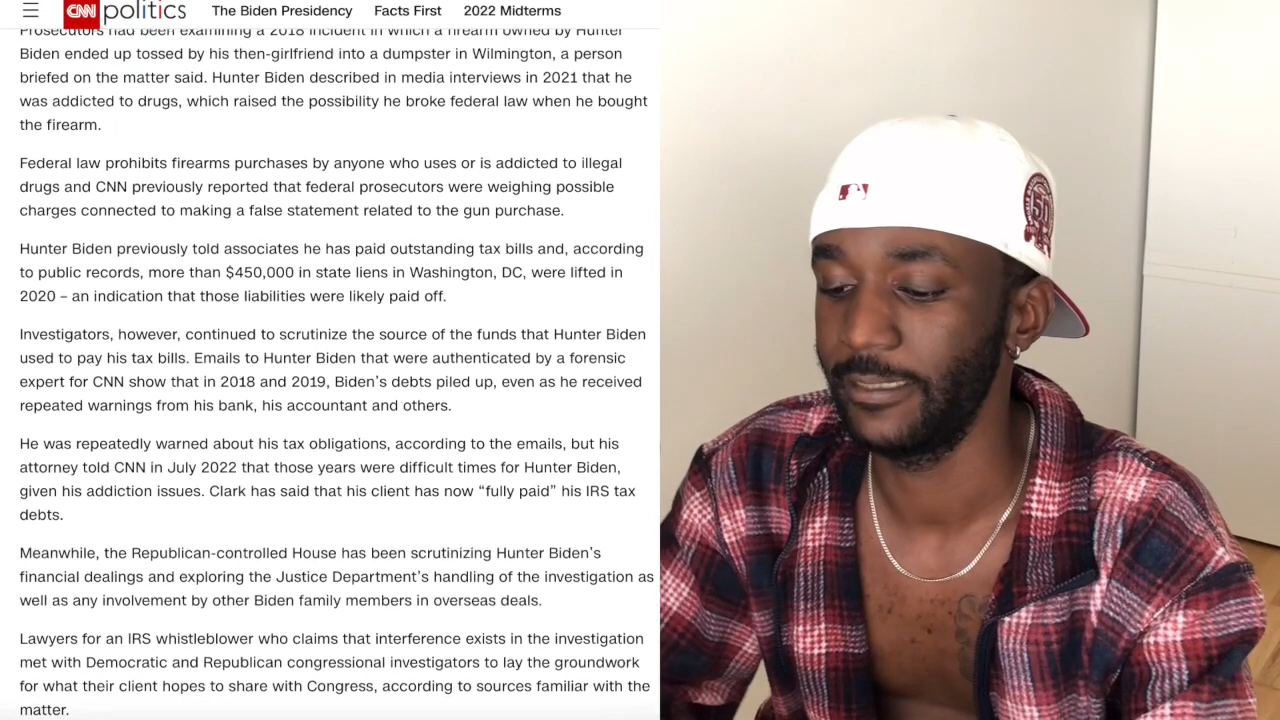 CNN politics The Biden Presidency Facts First 2022 Midterms
Prosecutors had been examining a 2018 incident in which a firearm owned by Hunter
Biden ended up tossed by his then-girlfriend into a dumpster in Wilmington, a person
briefed on the matter said. Hunter Biden described in media interviews in 2021 that he
was addicted to drugs, which raised the possibility he broke federal law when he bought
the firearm.
Federal law prohibits firearms purchases by anyone who uses or is addicted to illegal
drugs and CNN previously reported that federal prosecutors were weighing possible
charges connected to making a false statement related to the gun purchase.
Hunter Biden previously told associates he has paid outstanding tax bills and, according
to public records, more than $450,000 in state liens in Washington, DC, were lifted in
2020 – an indication that those liabilities were likely paid off.
Investigators, however, continued to scrutinize the source of the funds that Hunter Biden
used to pay his tax bills. Emails to Hunter Biden that were authenticated by a forensic
expert for CNN show that in 2018 and 2019, Biden’s debts piled up, even as he received
repeated warnings from his bank, his accountant and others.
He was repeatedly warned about his tax obligations, according to the emails, but his
attorney told CNN in July 2022 that those years were difficult times for Hunter Biden,
given his addiction issues. Clark has said that his client has now “fully paid” his IRS tax
debts.
Meanwhile, the Republican-controlled House has been scrutinizing Hunter Biden’s
financial dealings and exploring the Justice Department’s handling of the investigation as
well as any involvement by other Biden family members in overseas deals.
Lawyers for an IRS whistleblower who claims that interference exists in the investigation
met with Democratic and Republican congressional investigators to lay the groundwork
for what their client hopes to share with Congress, according to sources familiar with the
matter.